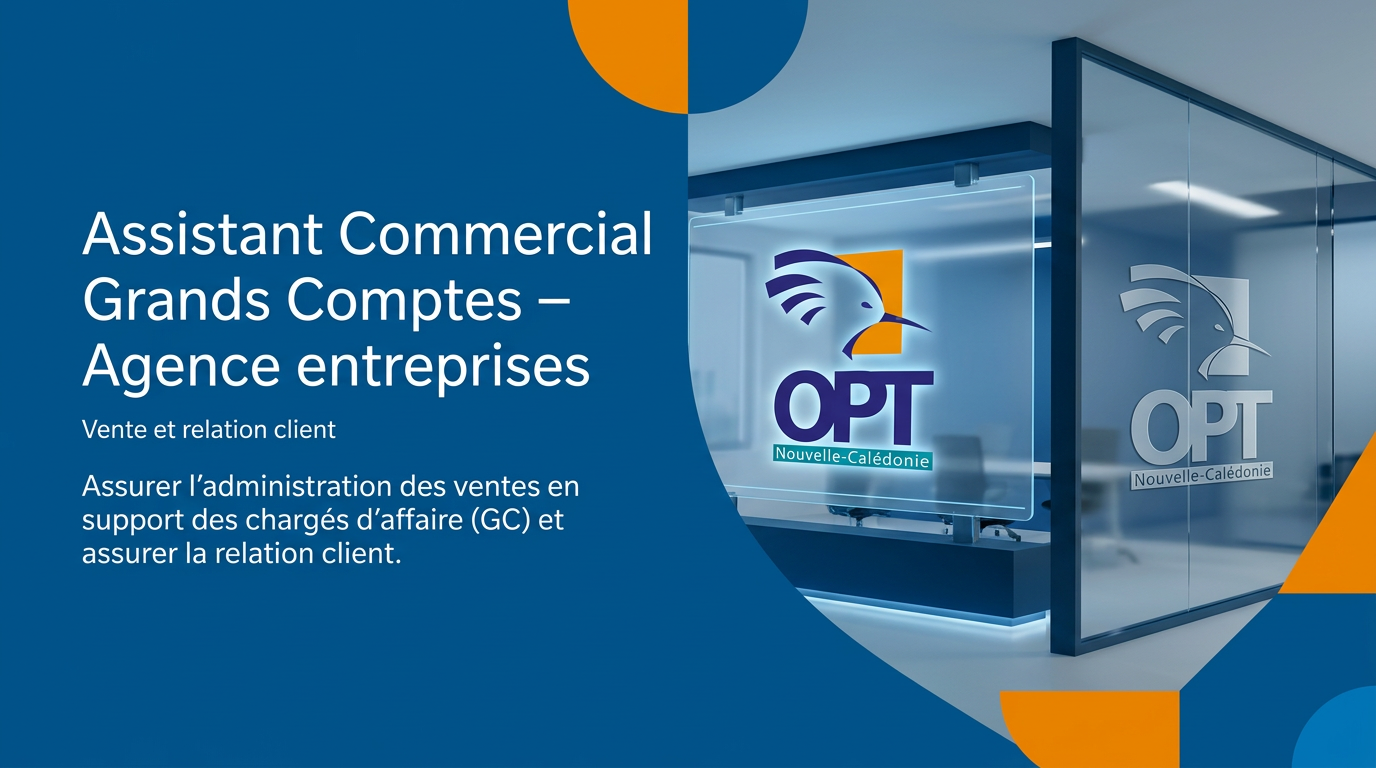 Assistant Commercial
Grands Comptes –
Agence entreprises
Vente et relation client
Assurer l’administration des ventes en
support des chargés d’affaire (GC) et
assurer la relation client.
OPT
Nouvelle-Calédonie
OPT
Nouvelle-Calédonie